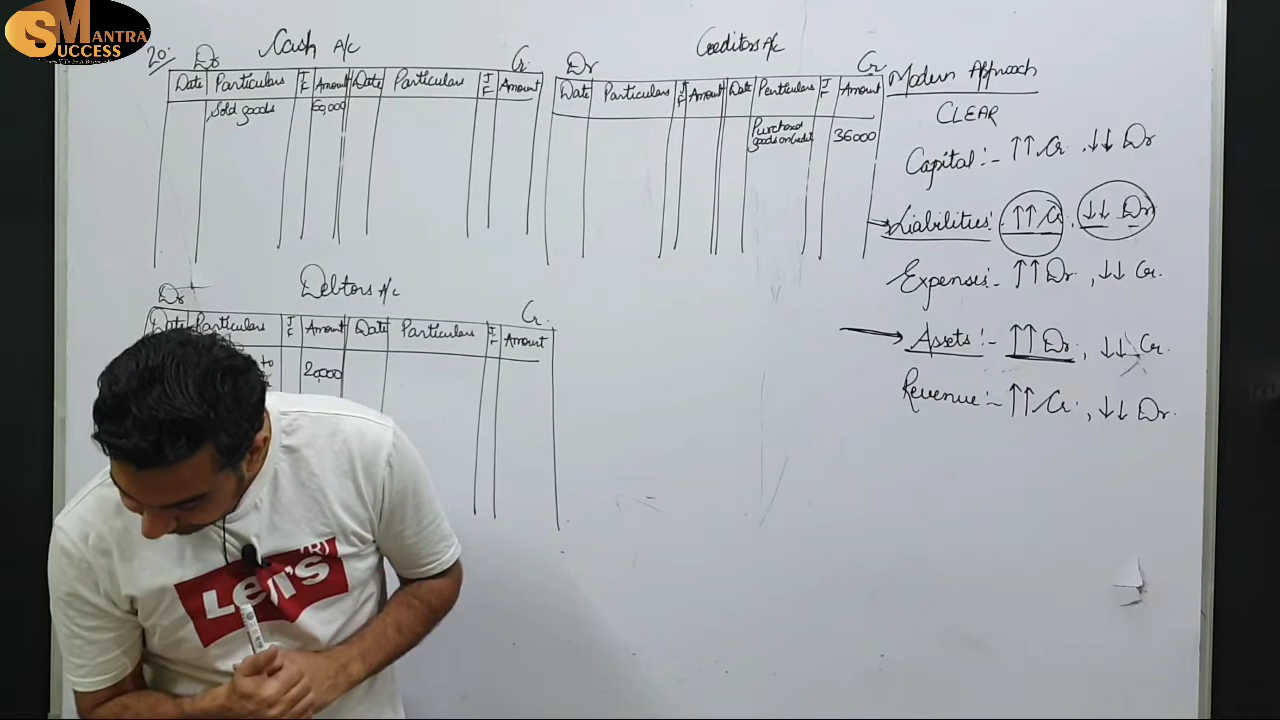 SUCCESS MANTRA
20:
Cash A/c
Dr
Cr
Date Particulars J F Amount Date Particulars J F Amount
Sold goods 60,000
Creditors A/c
Dr
Cr
Date Particulars J F Amount Date Particulars J F Amount
Purchased
goods on credit 36000
Debtors A/c
Dr
Cr
Date Particulars J F Amount Date Particulars J F Amount
to 20,000
Modern Approach
CLEAR
Capital :- ↑↑ Cr , ↓↓ Dr
Liabilities: ↑↑ Cr , ↓↓ Dr
Expenses:- ↑↑ Dr , ↓↓ Cr.
Assets :- ↑↑ Dr , ↓↓ Cr.
Revenue :- ↑↑ Cr. , ↓↓ Dr.
Levi's
(R)